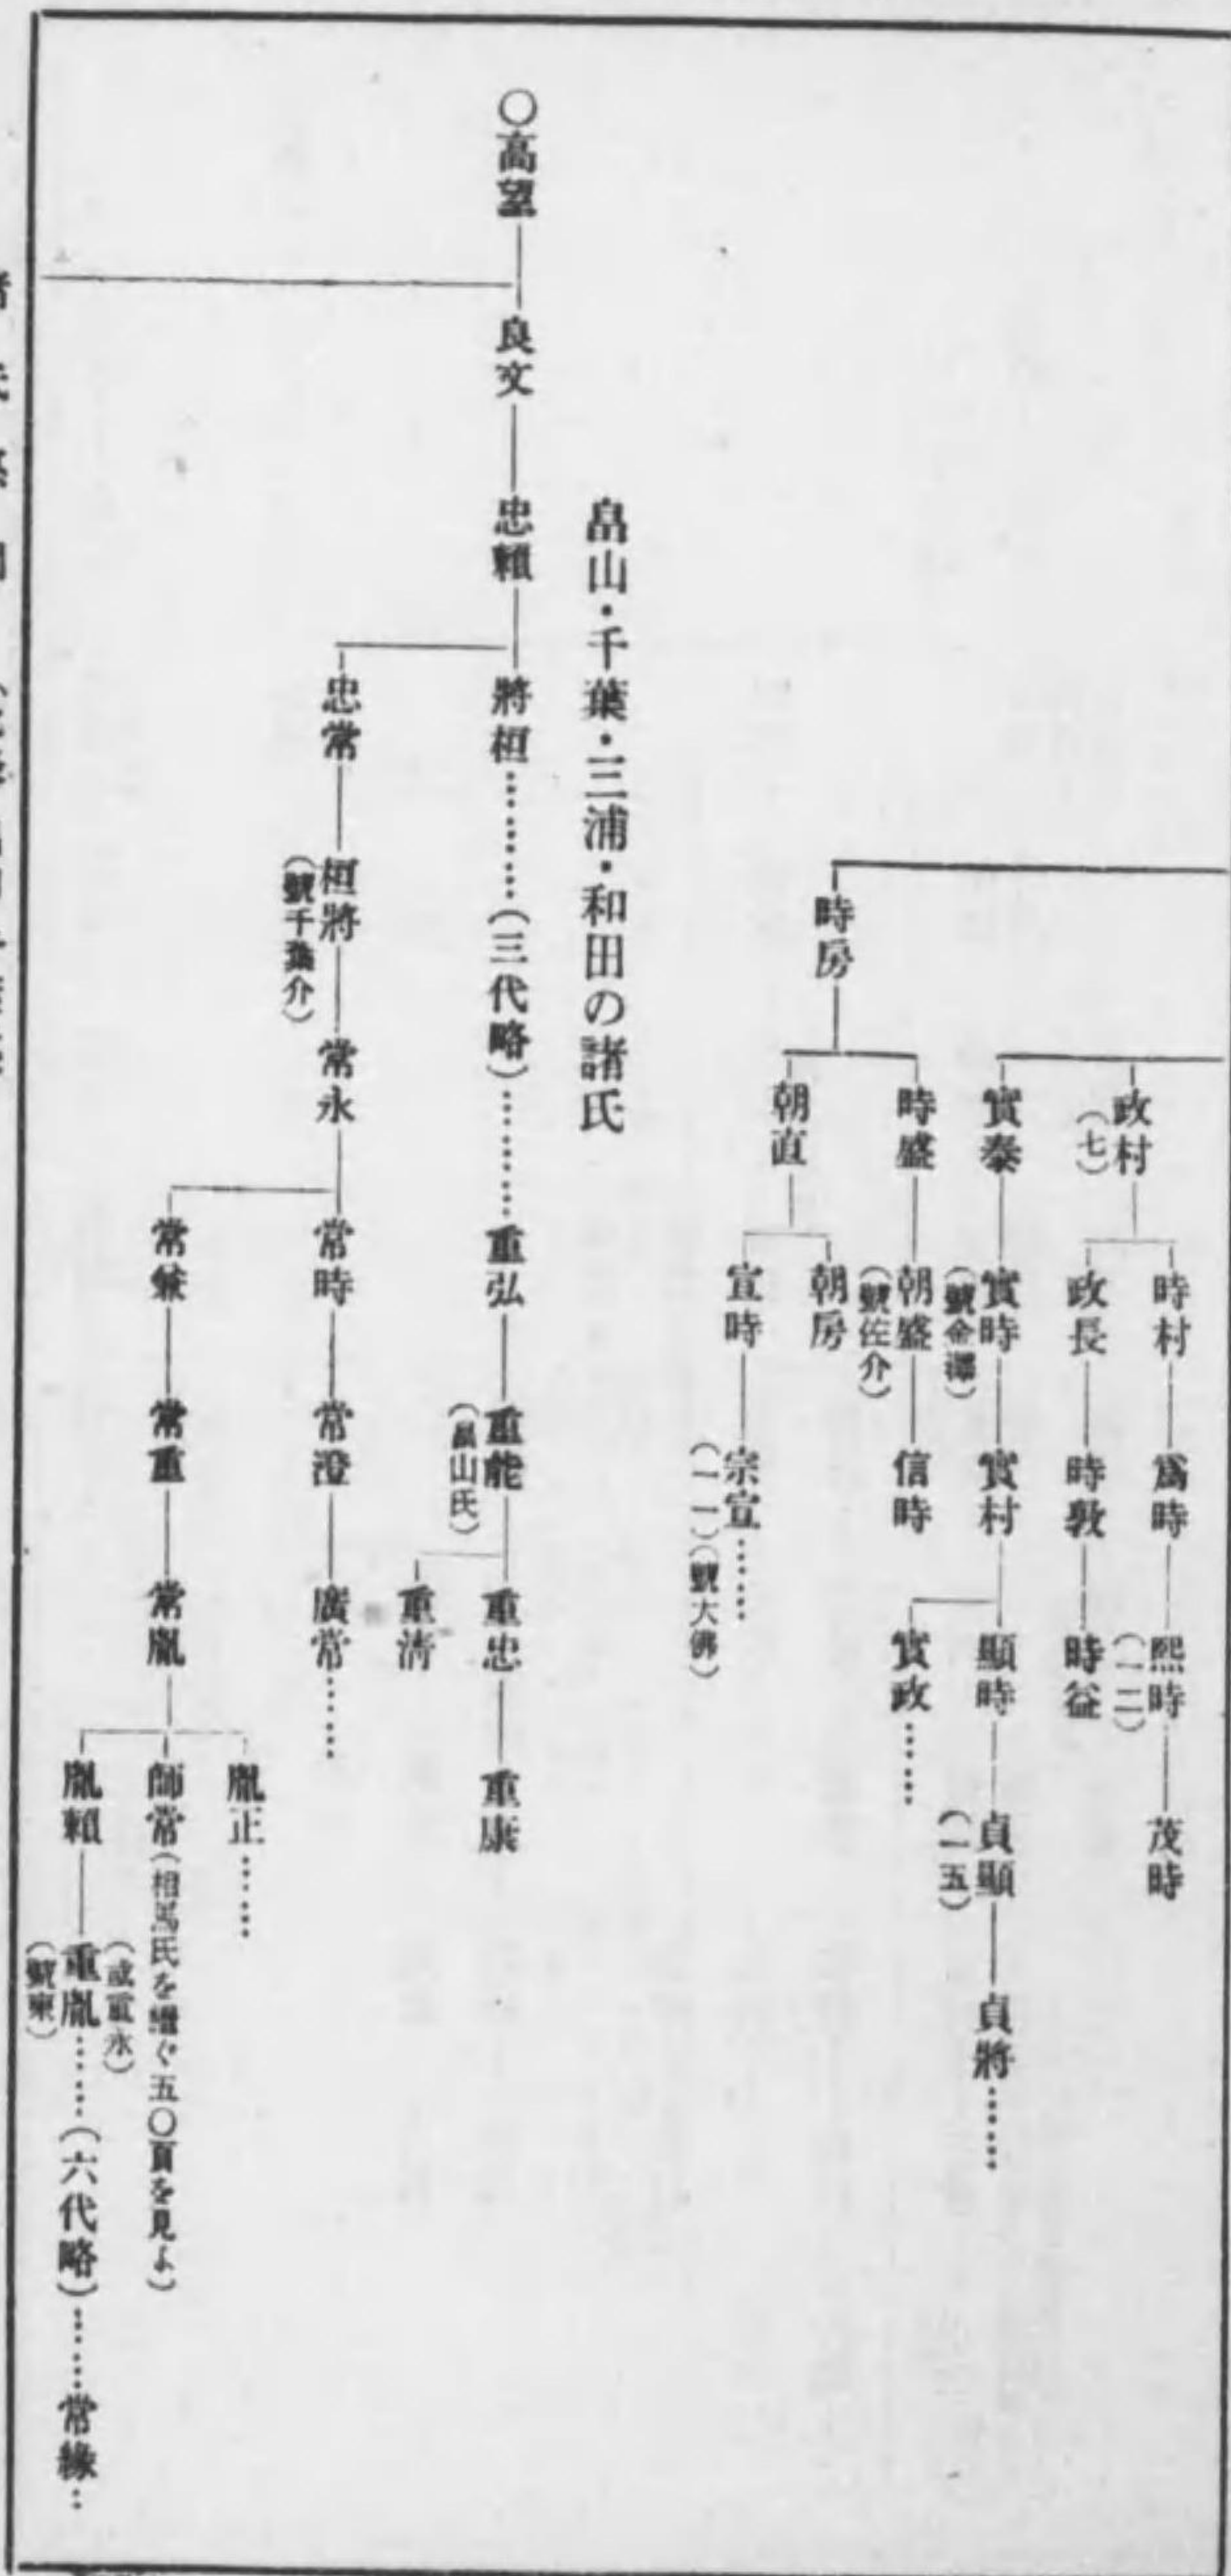 時村―爲時―熙時―茂時
(一二)
政村
(七)
政長―時敦―時益
實泰―實時―實村―顯時―貞顯―貞將……
(號金澤)
(一五)
實政……
時盛―朝盛―信時
(號佐介)
時房
朝房
朝直
宣時―宗宣……
(一一)(號大佛)
畠山・千葉・三浦・和田の諸氏
○高望―良文―忠賴―將桓………(三代略)………重弘―重能―重忠―重康
(畠山氏)
重淸
忠常―桓將―常永―常時―常澄―廣常……
(號千葉介)
胤正……
常兼―常重―常胤―師常(相馬氏を繼ぐ五〇頁を見よ)
(或重永)
胤賴―重胤……(六代略)……常緣‥
(號東)